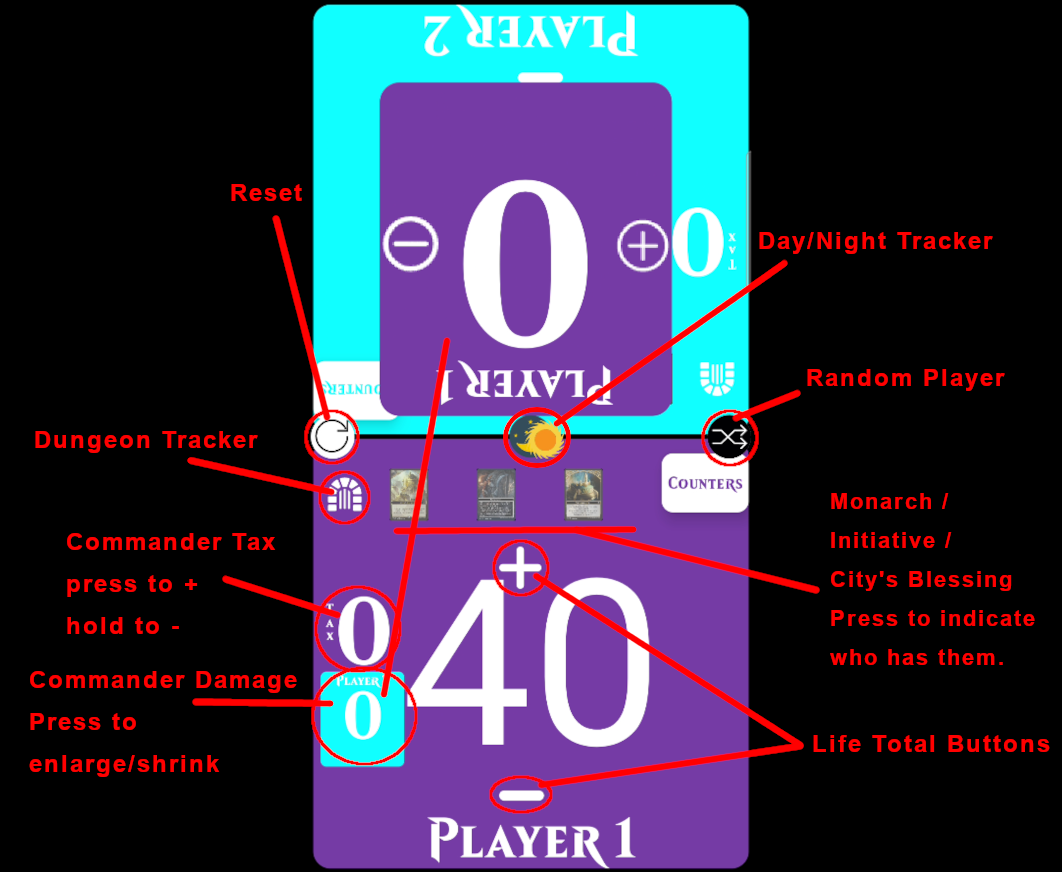 PLAYER 2
0
0
TAX
PLAYER 1
COUNTERS
Reset
Day/Night Tracker
Random Player
Dungeon Tracker
COUNTERS
Commander Tax
press to +
hold to -
Monarch /
Initiative /
City's Blessing
Press to indicate
who has them.
TAX
0
40
Commander Damage
Press to
enlarge/shrink
PLAYER
0
Life Total Buttons
PLAYER 1